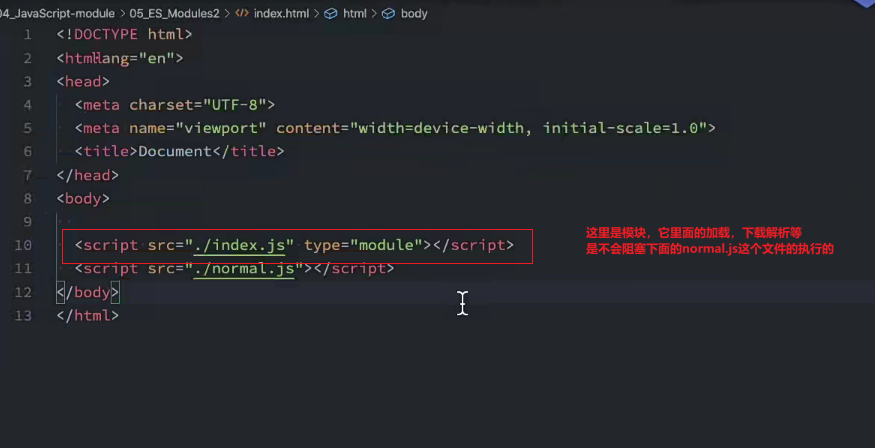 04_JavaScript-module > 05_ES_Modules2 > index.html > html > body
1 <!DOCTYPE html>
2 <html lang="en">
3 <head>
4 <meta charset="UTF-8">
5 <meta name="viewport" content="width=device-width, initial-scale=1.0">
6 <title>Document</title>
7 </head>
8 <body>
9
10 <script src="./index.js" type="module"></script>
11 <script src="./normal.js"></script>
12 </body>
13 </html>
这里是模块，它里面的加载，下载解析等
是不会阻塞下面的normal.js这个文件的执行的